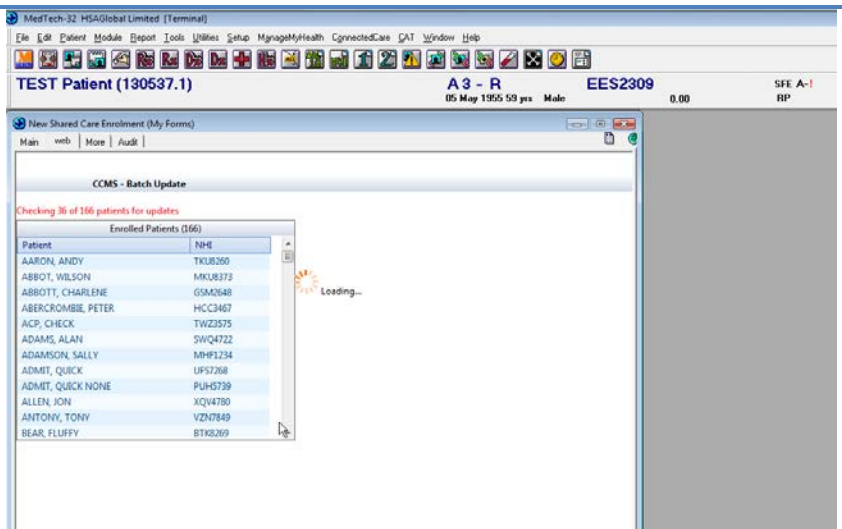 MedTech-32 HSAGlobal Limited [Terminal]
File Edit Patient Module Report Tools Utilities Setup ManageMyHealth ConnectedCare CAT Window Help
TEST Patient (130537.1) A 3 - R EES2309 SFE A-!
05 May 1955 59 yrs Male 0.00 RP
New Shared Care Enrolment (My Forms)
Main web More Audit
CCMS - Batch Update
Checking 36 of 166 patients for updates
Enrolled Patients (166)
Patient NHI
AARON, ANDY TKU8260
ABBOT, WILSON MKU8373
ABBOTT, CHARLENE GSM2648
Loading...
ABERCROMBIE, PETER HCC3467
ACP, CHECK TWZ3575
ADAMS, ALAN SWQ4722
ADAMSON, SALLY MHF1234
ADMIT, QUICK UFS7268
ADMIT, QUICK NONE PUH5739
ALLEN, JON XQV4780
ANTONY, TONY VZN7849
BEAR, FLUFFY BTK8269